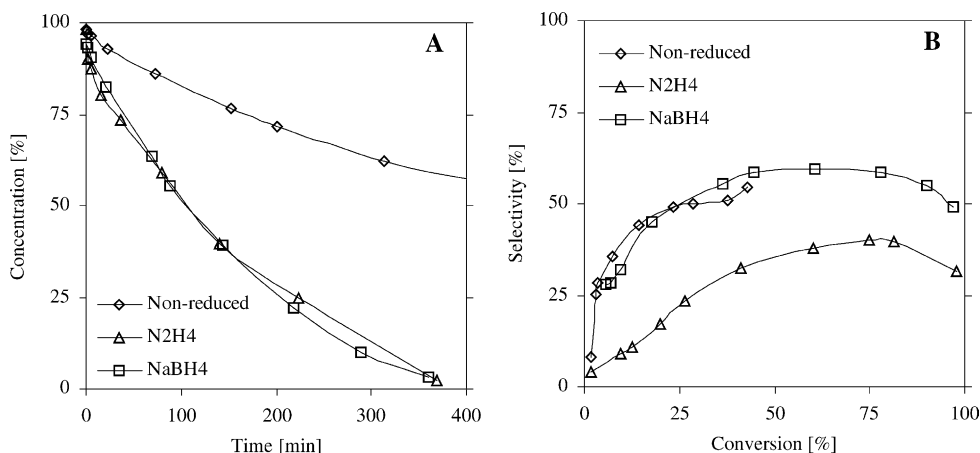 A
100
75
50
25
0
Concentration [%]
Non-reduced
N2H4
NaBH4
0 100 200 300 400
Time [min]
B
100
75
50
25
0
Selectivity [%]
Non-reduced
N2H4
NaBH4
0 25 50 75 100
Conversion [%]